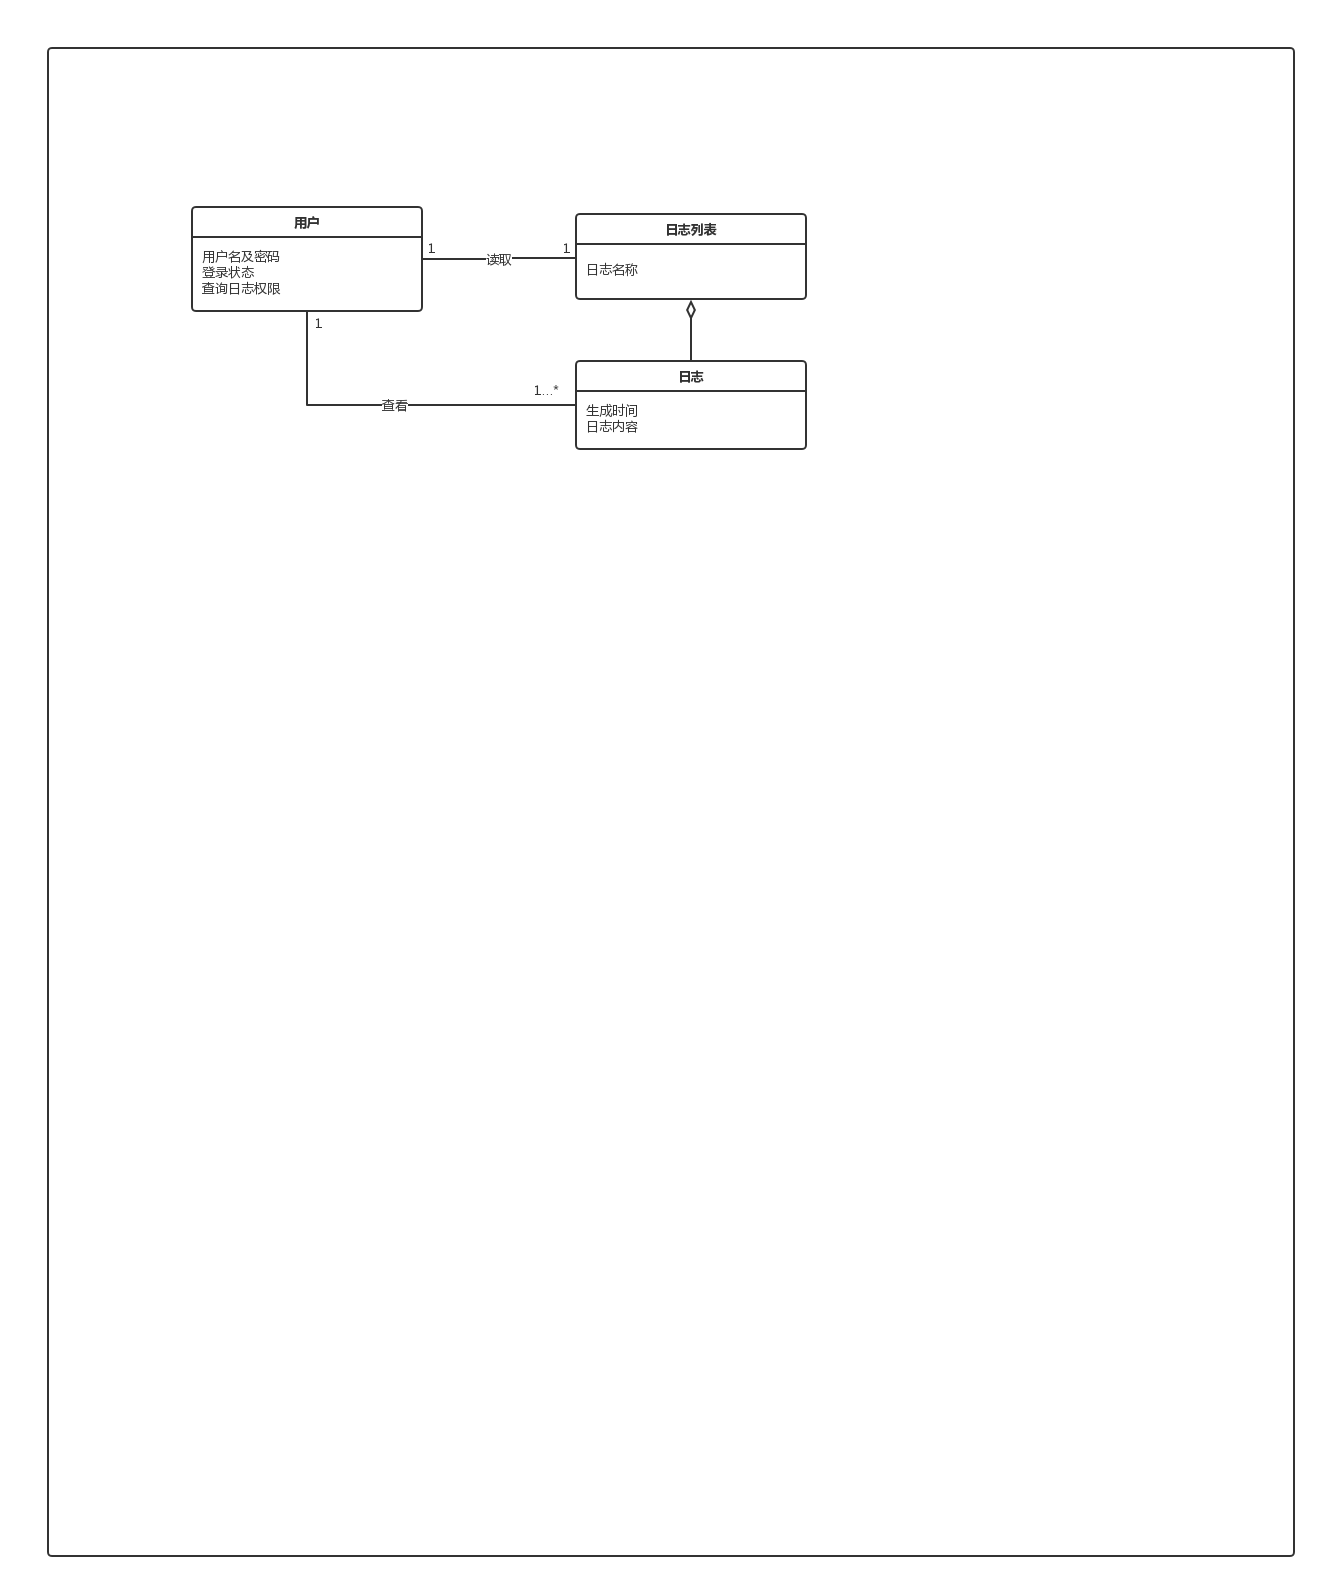 用户
用户名及密码
登录状态
查询日志权限
1
读取
1
日志列表
日志名称
1
查看
1...*
日志
生成时间
日志内容